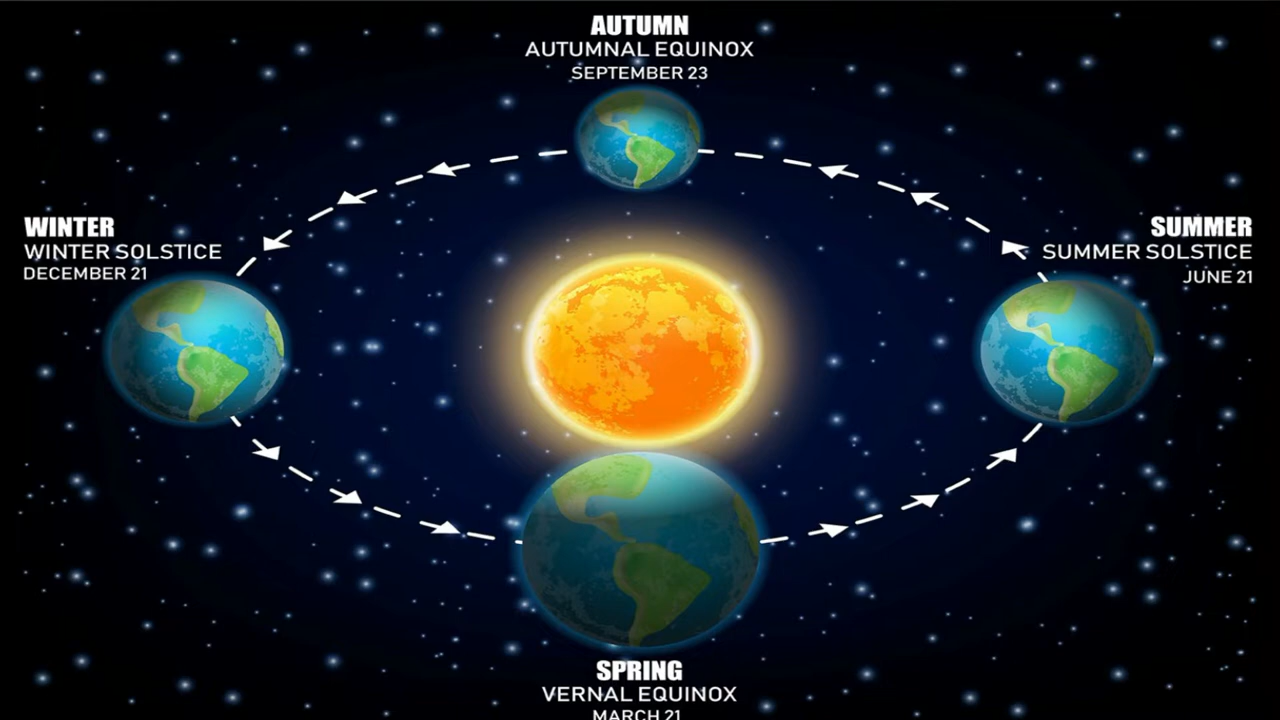 AUTUMN
AUTUMNAL EQUINOX
SEPTEMBER 23
WINTER
WINTER SOLSTICE
DECEMBER 21
SUMMER
SUMMER SOLSTICE
JUNE 21
SPRING
VERNAL EQUINOX
MARCH 21